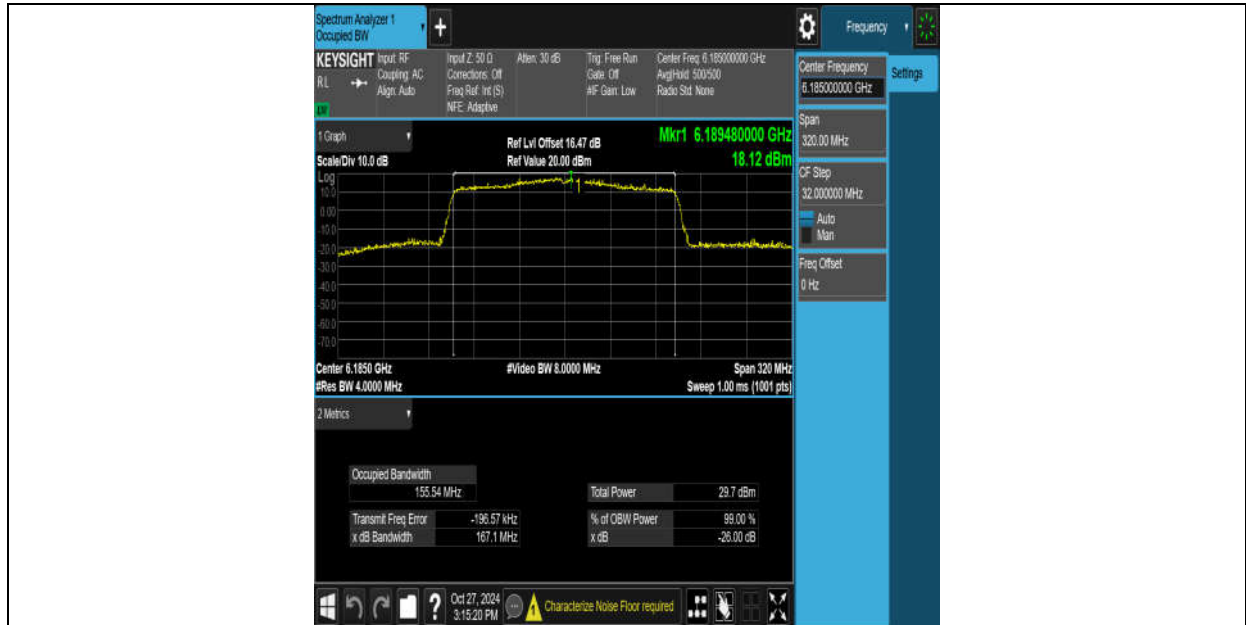 Spectrum Analyzer 1
Occupied BW
+
Frequency
KEYSIGHT Input: RF Input Z: 50 Ω Atten: 30 dB Trig: Free Run Center Freq: 6.185000000 GHz
RL Coupling: AC Corrections: Off Gate: Off Avg|Hold: 500/500
Align: Auto Freq Ref: Int (S) #IF Gain: Low Radio Std: None
NFE: Adaptive
Center Frequency
6.185000000 GHz
Settings
Span
320.00 MHz
CF Step
32.000000 MHz
Auto
Man
Freq Offset
0 Hz
1 Graph
Ref Lvl Offset 16.47 dB
Mkr1 6.189480000 GHz
Scale/Div 10.0 dB
Ref Value 20.00 dBm
18.12 dBm
Log
10.0
0.00
-10.0
-20.0
-30.0
-40.0
-50.0
-60.0
-70.0
1
Center 6.1850 GHz #Video BW 8.0000 MHz Span 320 MHz
#Res BW 4.0000 MHz Sweep 1.00 ms (1001 pts)
2 Metrics
Occupied Bandwidth
155.54 MHz Total Power 29.7 dBm
Transmit Freq Error -196.57 kHz % of OBW Power 99.00 %
x dB Bandwidth 167.1 MHz x dB -26.00 dB
? Oct 27, 2024
3:15:20 PM
Characterize Noise Floor required